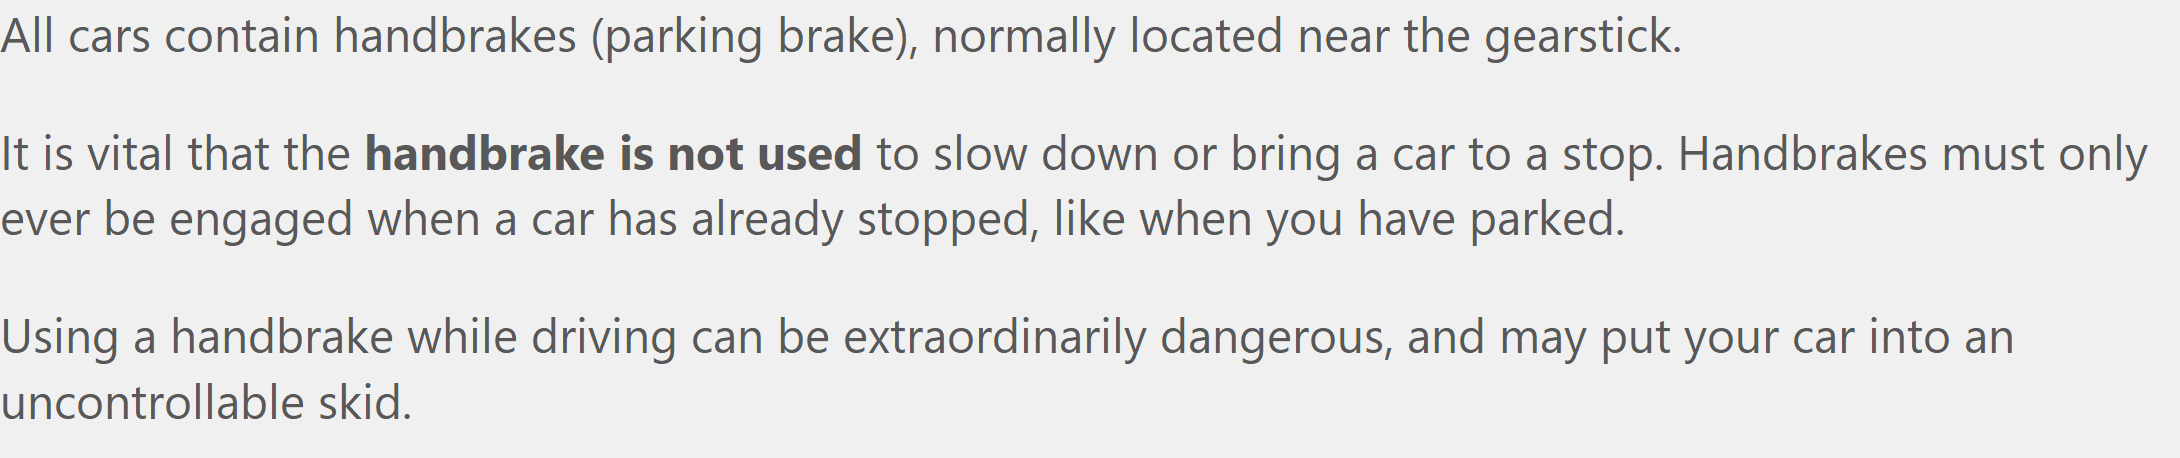 All cars contain handbrakes (parking brake), normally located near the gearstick.
It is vital that the handbrake is not used to slow down or bring a car to a stop. Handbrakes must only
ever be engaged when a car has already stopped, like when you have parked.
Using a handbrake while driving can be extraordinarily dangerous, and may put your car into an
uncontrollable skid.